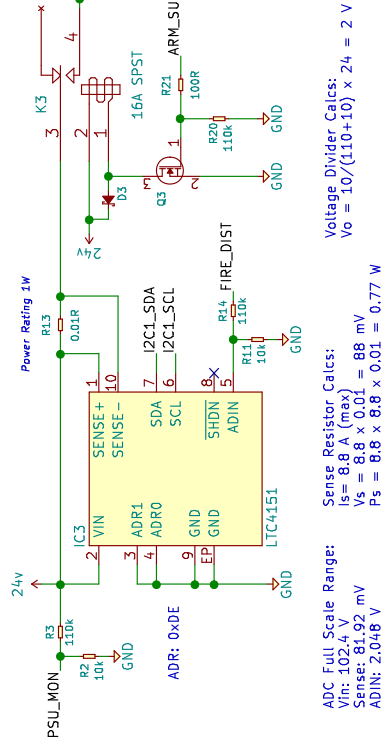 ARM_SU
4
K3
3
2
1
16A SPST
R21
100R
R20
110k
GND
1
3
2
Q3
GND
D3
24v
Voltage Divider Calcs:
Vo = 10/(110+10) x 24 = 2 V
Power Rating 1W
R13
0.01R
I2C1_SDA
I2C1_SCL
FIRE_DIST
R14
110k
R11
10k
GND
1
10
7
6
8
5
SENSE+
SENSE-
SDA
SCL
SHDN
ADIN
IC3
VIN
ADR1
ADR0
GND
GND
LTC4151
2
3
4
9
EP
24v
GND
ADR: 0xDE
R3
110k
R2
10k
GND
PSU_MON
Sense Resistor Calcs:
Is= 8.8 A (max)
Vs = 8.8 x 0.01 = 88 mV
Ps = 8.8 x 8.8 x 0.01 = 0.77 W
ADC Full Scale Range:
Vin: 102.4 V
Sense: 81.92 mV
ADIN: 2.048 V